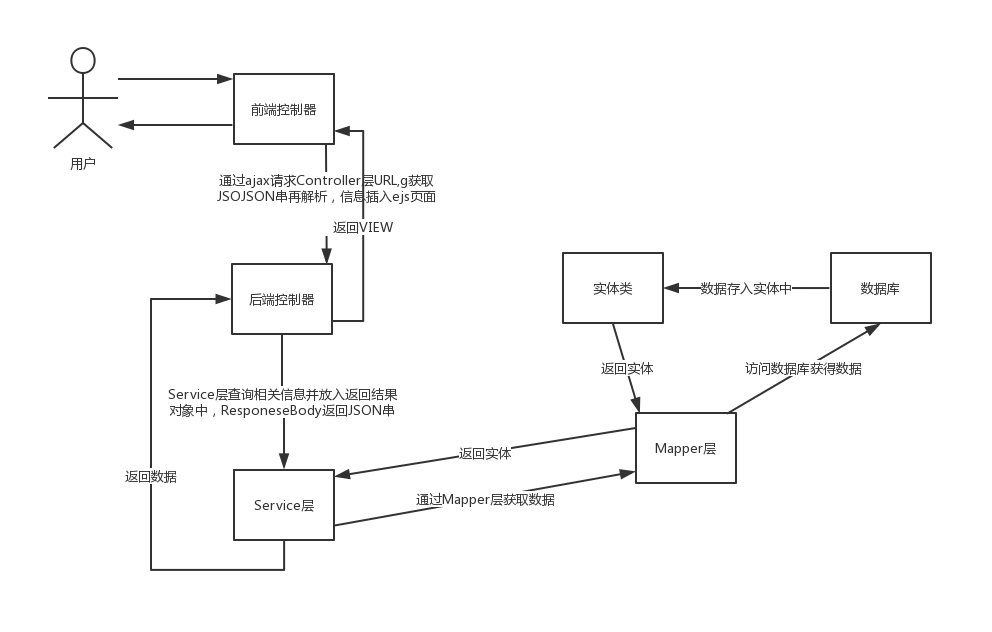 用户
前端控制器
通过ajax请求Controller层URL,g获取
JSOJSON串再解析，信息插入ejs页面
返回VIEW
后端控制器
实体类
数据存入实体中
数据库
返回实体
访问数据库获得数据
Service层查询相关信息并放入返回结果
对象中，ResponeseBody返回JSON串
Mapper层
返回实体
返回数据
通过Mapper层获取数据
Service层